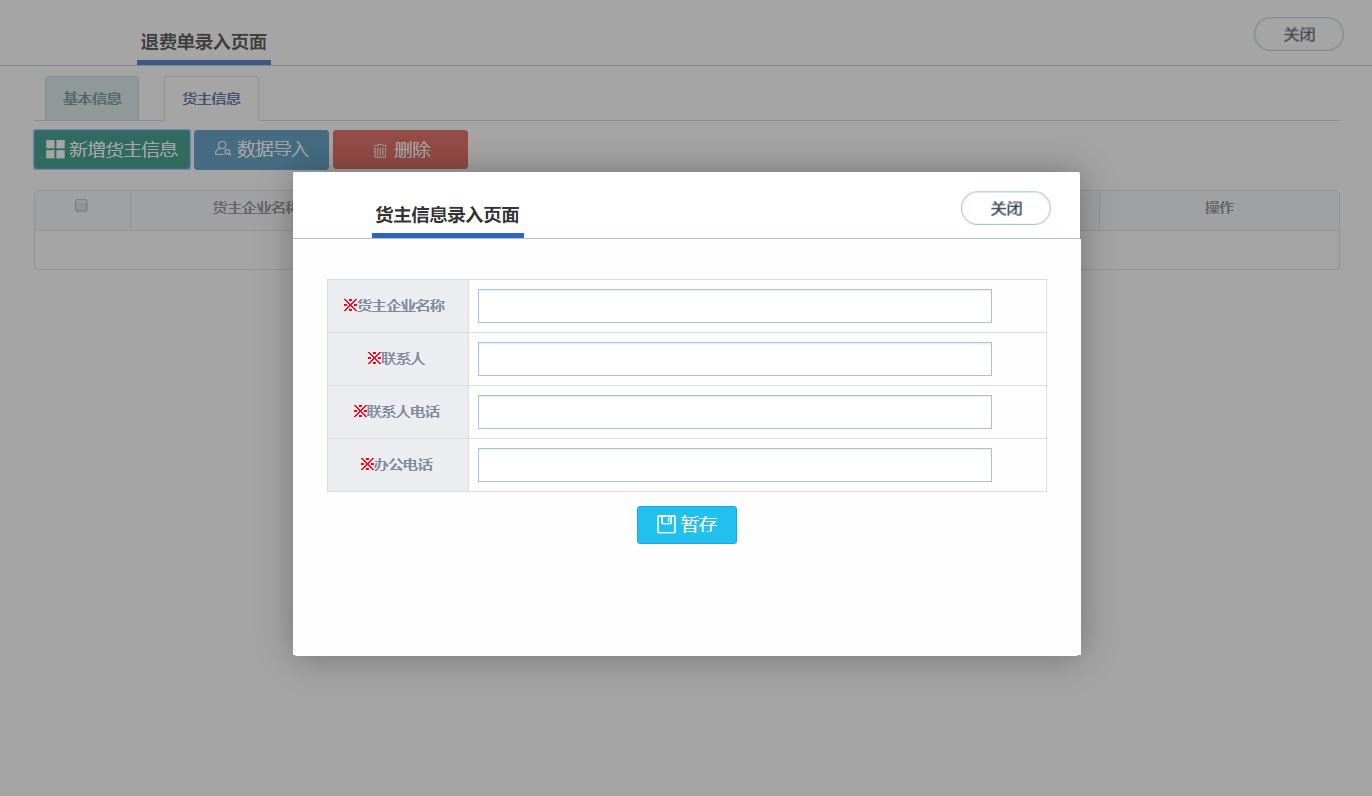 退费单录入页面
关闭
基本信息
货主信息
新增货主信息
数据导入
删除
货主企业名称
操作
货主信息录入页面
关闭
※货主企业名称
※联系人
※联系人电话
※办公电话
暂存